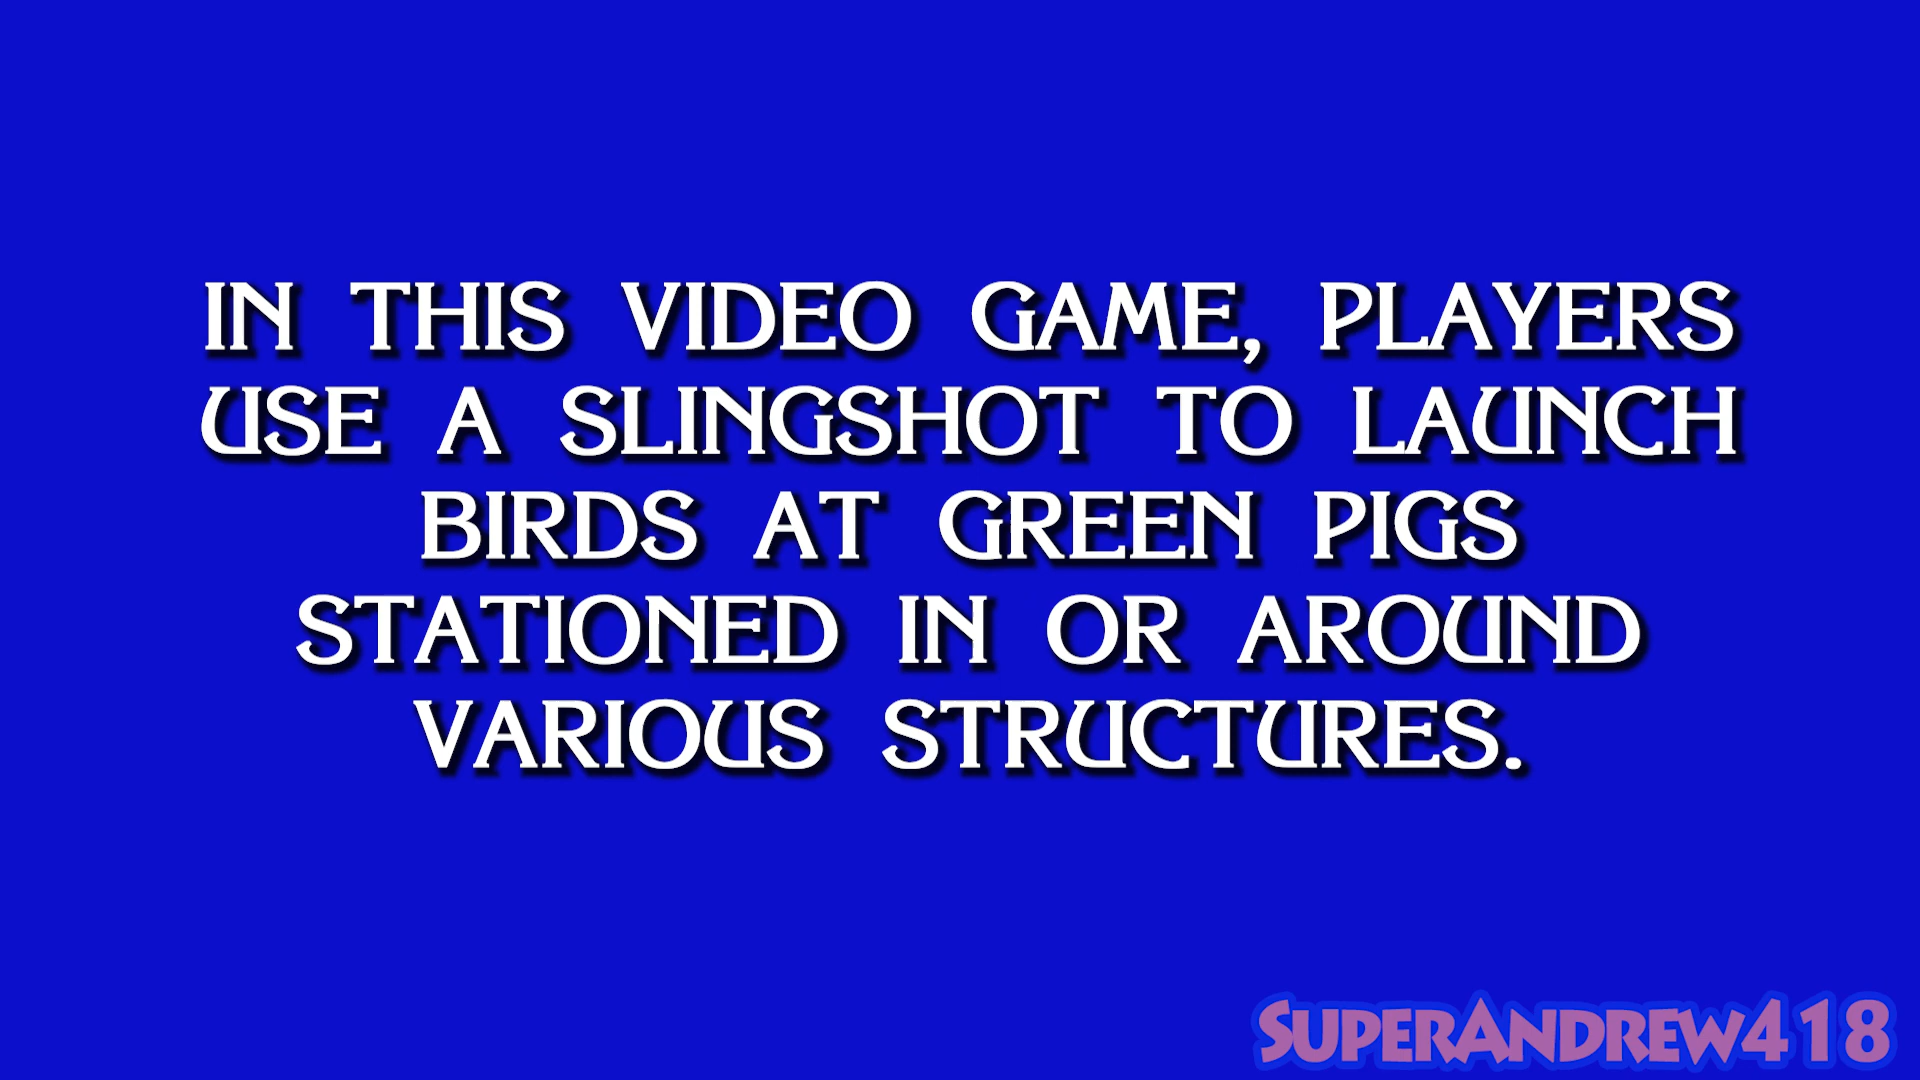 IN THIS VIDEO GAME, PLAYERS
USE A SLINGSHOT TO LAUNCH
BIRDS AT GREEN PIGS
STATIONED IN OR AROUND
VARIOUS STRUCTURES.
SUPERANDREW418